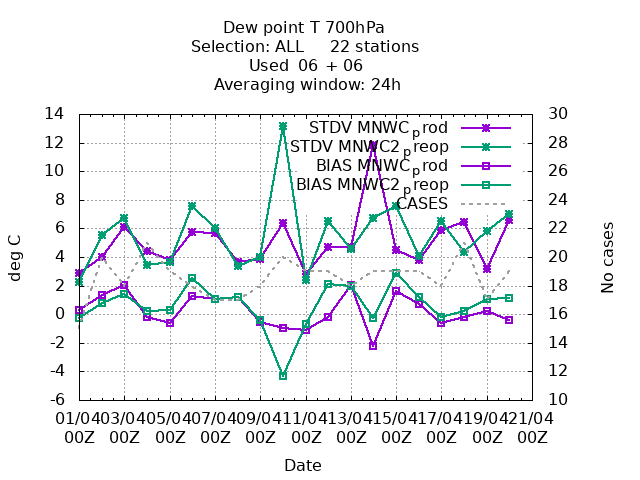 Dew point T 700hPa
Selection: ALL 22 stations
Used 06 + 06
Averaging window: 24h
14 30
12 28
10 26
8 24
6 22
4 20
2 18
0 16
-2 14
-4 12
-6 10
STDV MNWC_prod
STDV MNWC2_preop
BIAS MNWC_prod
BIAS MNWC2_preop
CASES
deg C
No cases
01/04 03/04 05/04 07/04 09/04 11/04 13/04 15/04 17/04 19/04 21/04
00Z 00Z 00Z 00Z 00Z 00Z 00Z 00Z 00Z 00Z 00Z
Date